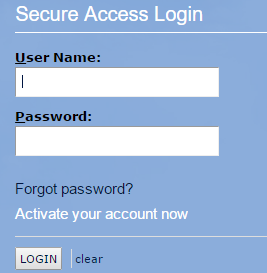 Secure Access Login
User Name:
Password:
Forgot password?
Activate your account now
LOGIN clear